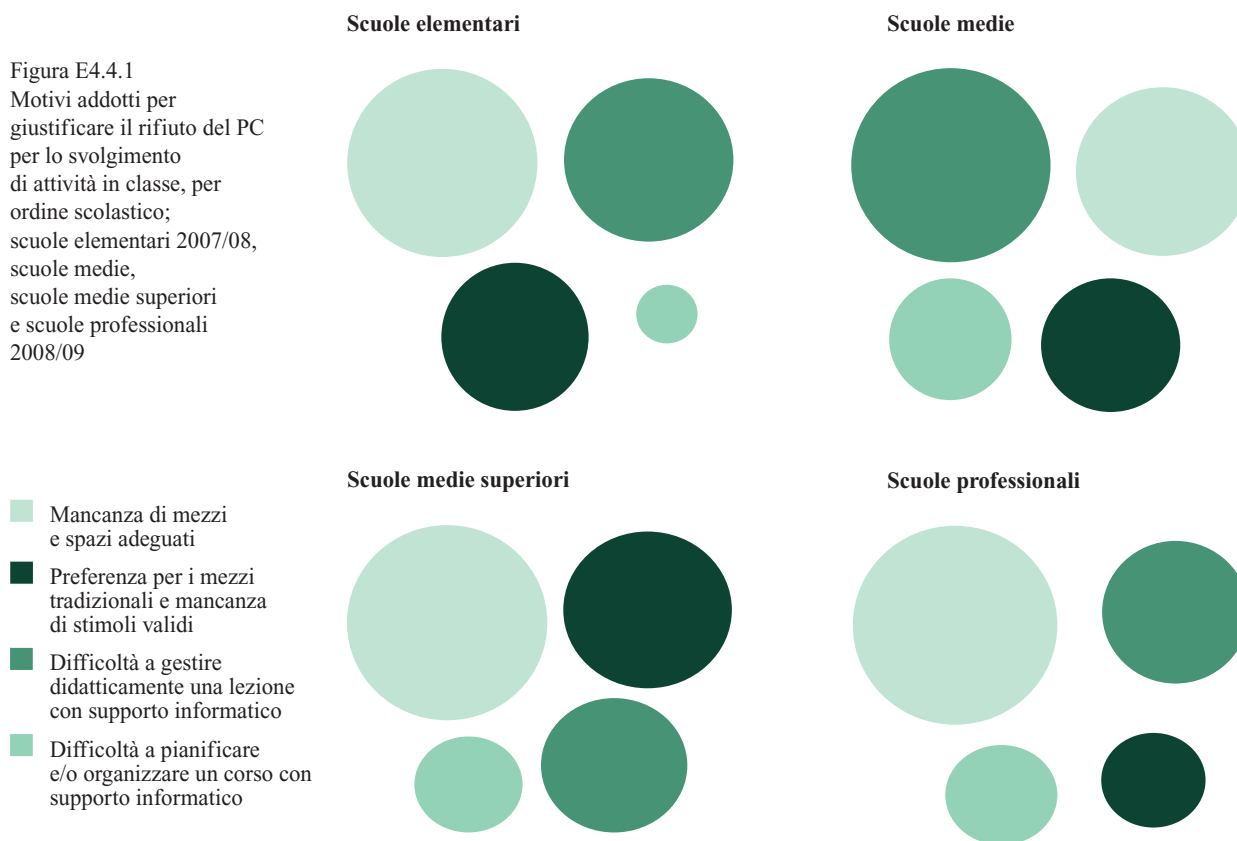 Scuole elementari
Scuole medie
Figura E4.4.1
Motivi addotti per
giustificare il rifiuto del PC
per lo svolgimento
di attività in classe, per
ordine scolastico;
scuole elementari 2007/08,
scuole medie,
scuole medie superiori
e scuole professionali
2008/09
Scuole medie superiori
Scuole professionali
Mancanza di mezzi
e spazi adeguati
Preferenza per i mezzi
tradizionali e mancanza
di stimoli validi
Difficoltà a gestire
didatticamente una lezione
con supporto informatico
Difficoltà a pianificare
e/o organizzare un corso con
supporto informatico